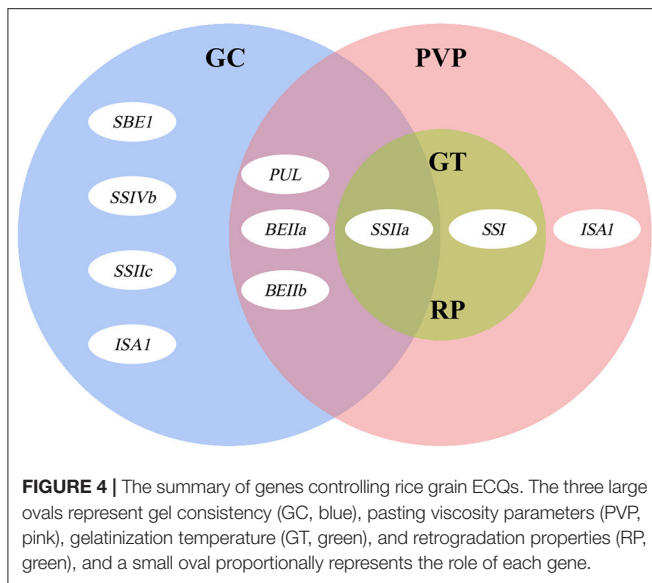 GC
PVP
SBE1
SSIVb
SSIIc
ISA1
PUL
BEIIa
BEIIb
GT
SSIIa
SSI
ISA1
RP
FIGURE 4 | The summary of genes controlling rice grain ECQs. The three large
ovals represent gel consistency (GC, blue), pasting viscosity parameters (PVP,
pink), gelatinization temperature (GT, green), and retrogradation properties (RP,
green), and a small oval proportionally represents the role of each gene.